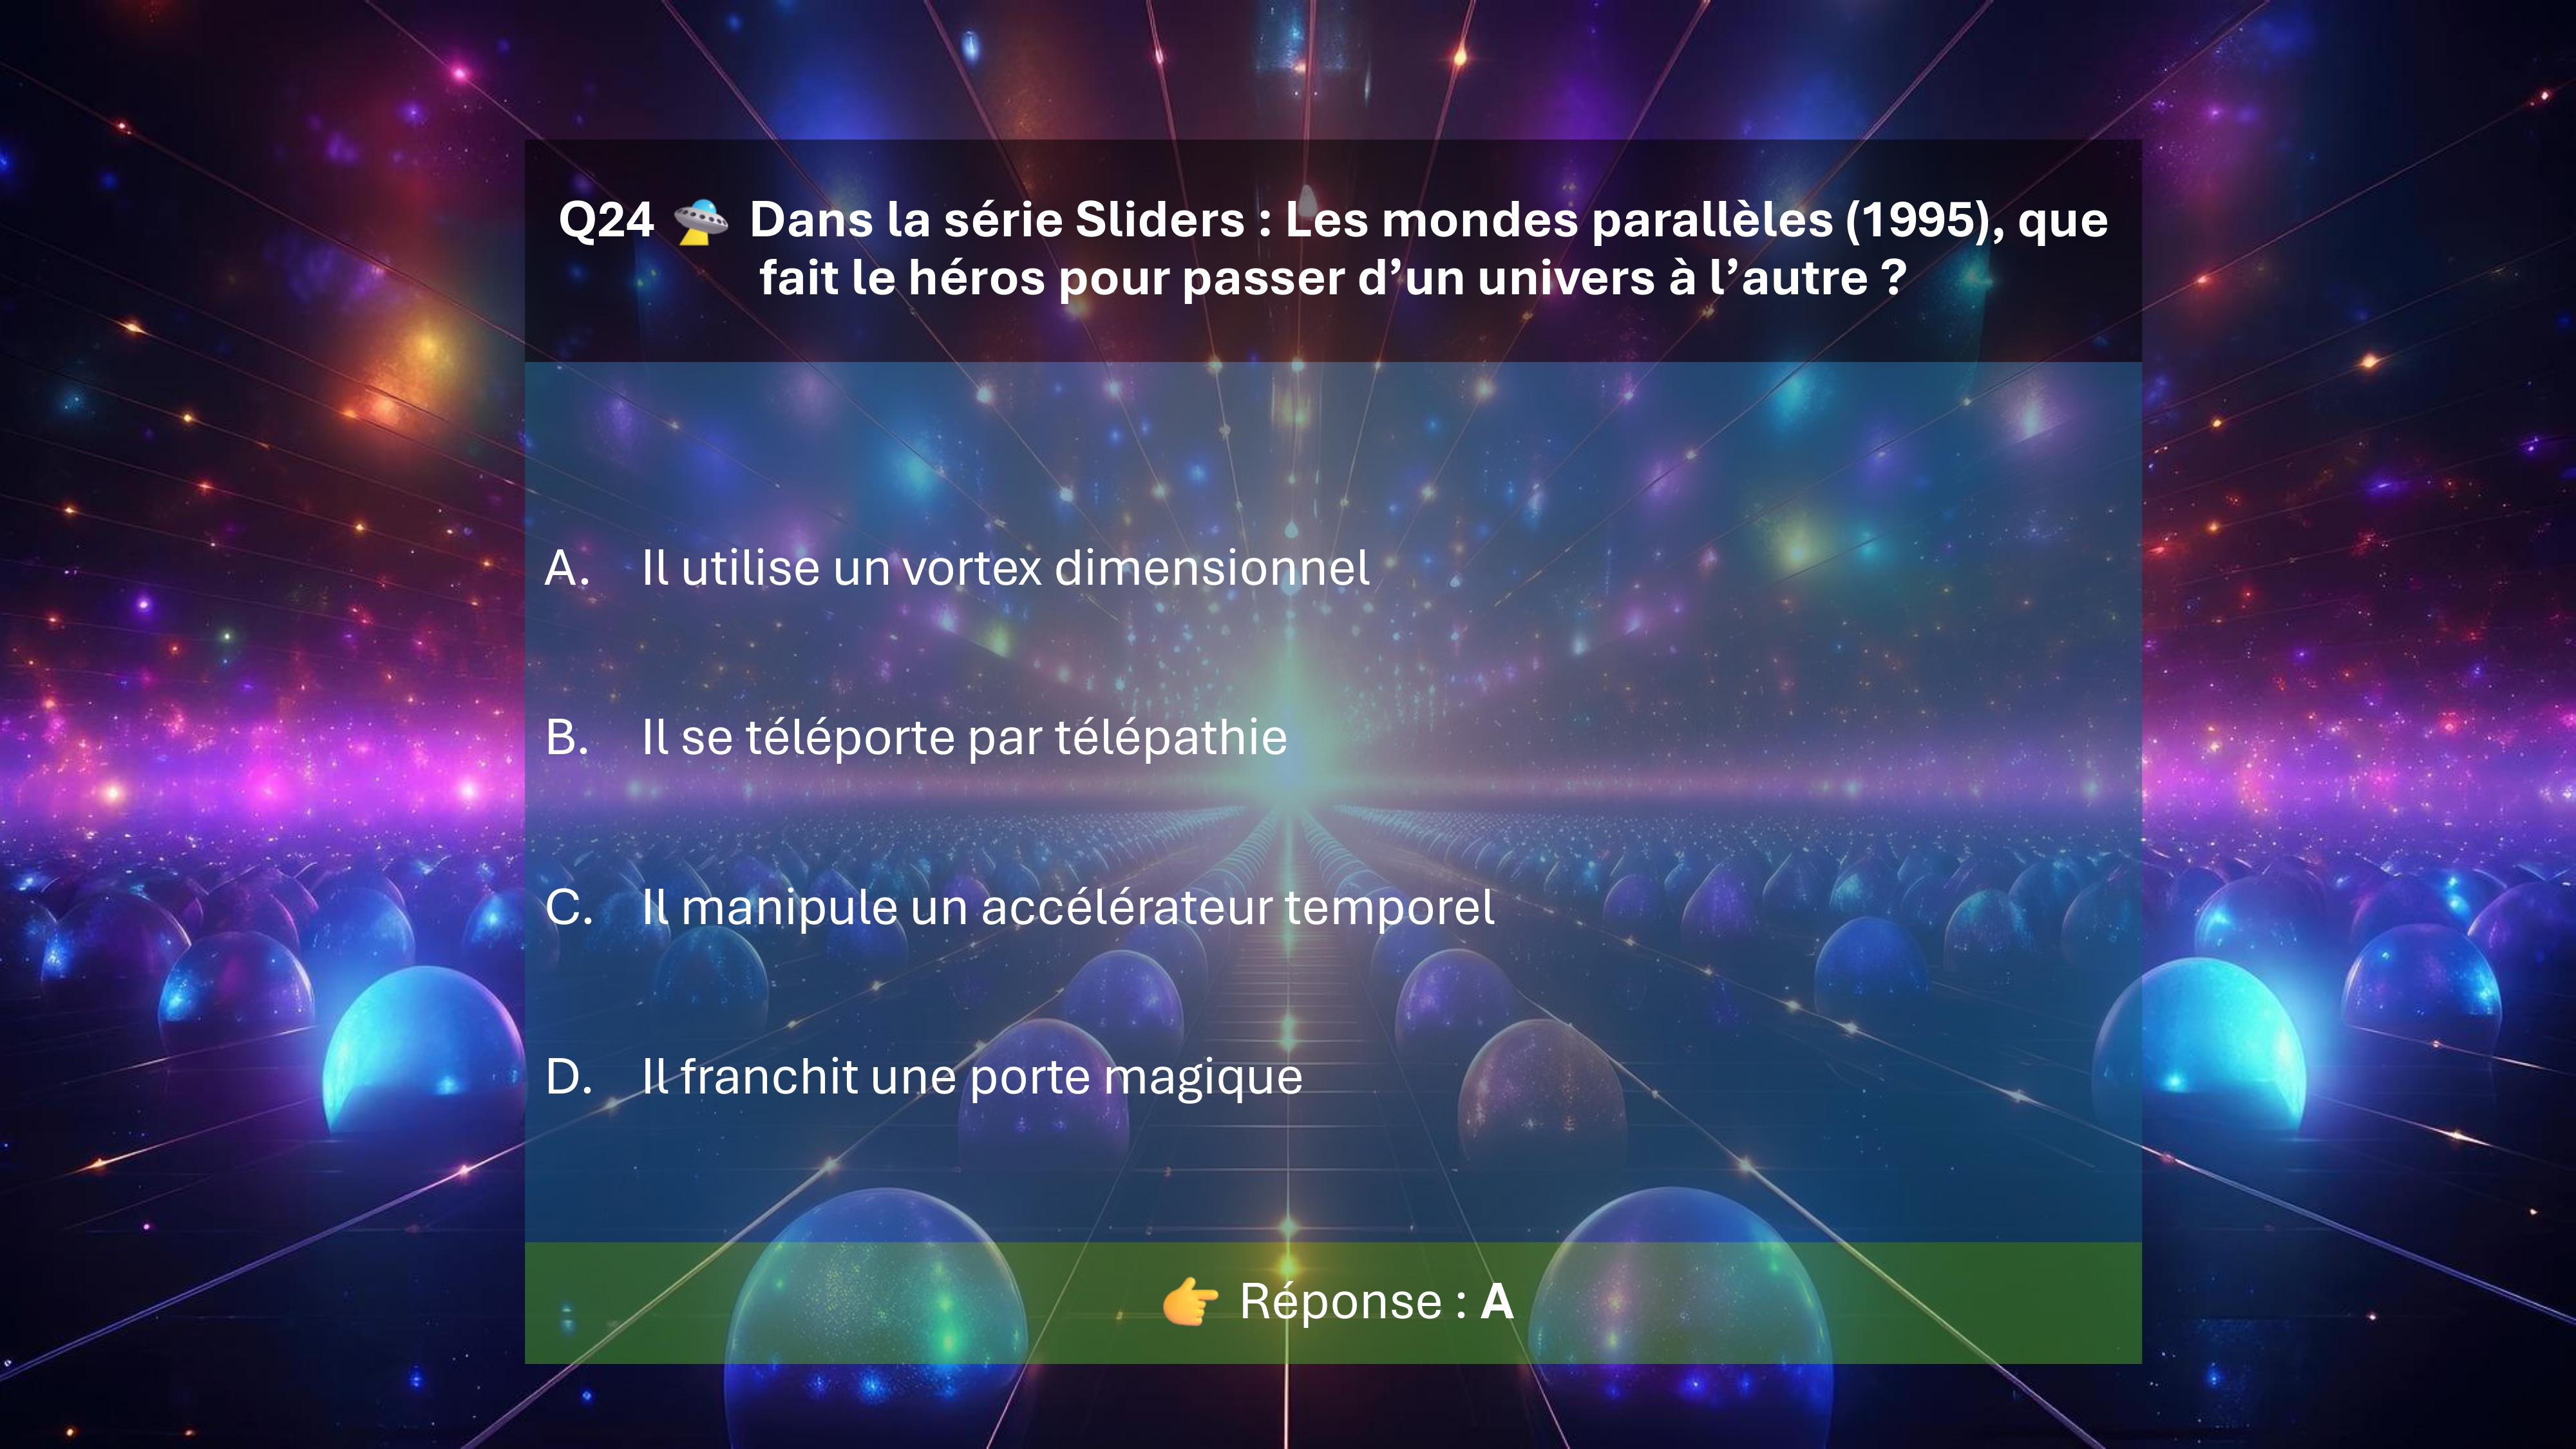 Q24 🛸 Dans la série Sliders : Les mondes parallèles (1995), que
fait le héros pour passer d’un univers à l’autre ?
A. Il utilise un vortex dimensionnel
B. Il se téléporte par télépathie
C. Il manipule un accélérateur temporel
D. Il franchit une porte magique
👉 Réponse : A